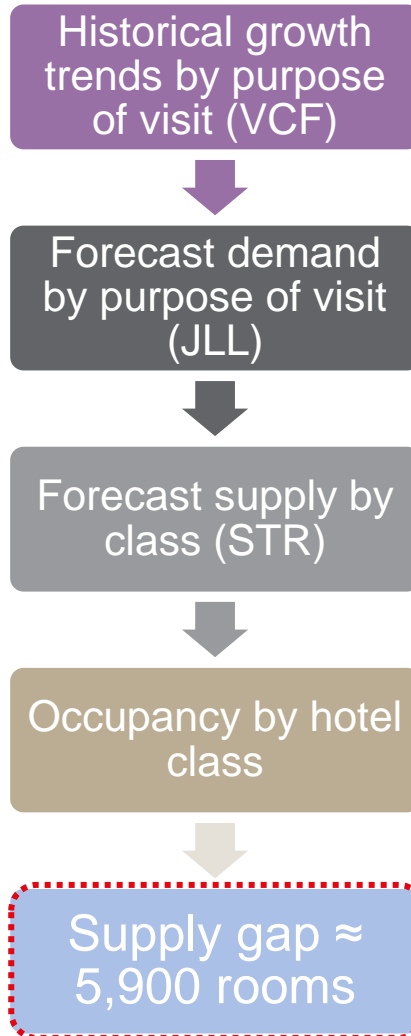 Historical growth
trends by purpose
of visit (VCF)
Forecast demand
by purpose of visit
(JLL)
Forecast supply by
class (STR)
Occupancy by hotel
class
Supply gap ≈
5,900 rooms